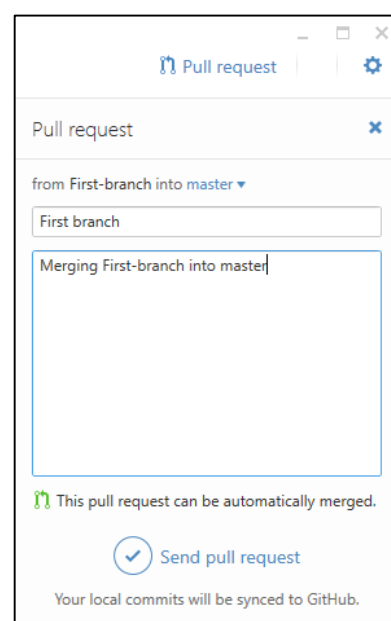 Pull request
Pull request
from First-branch into master
First branch
Merging First-branch into master
This pull request can be automatically merged.
Send pull request
Your local commits will be synced to GitHub.